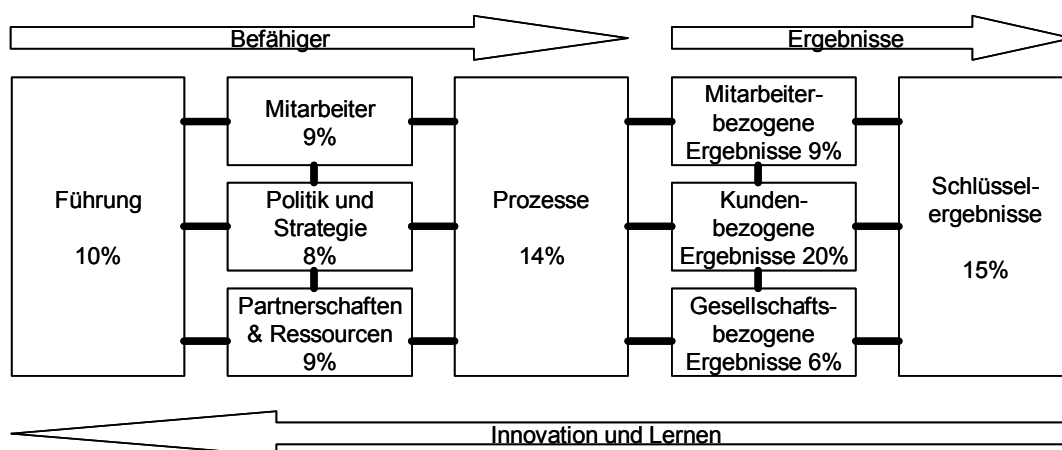 Befähiger
Ergebnisse
Führung
10%
Mitarbeiter
9%
Politik und
Strategie
8%
Partnerschaften
& Ressourcen
9%
Prozesse
14%
Mitarbeiter-
bezogene
Ergebnisse 9%
Kunden-
bezogene
Ergebnisse 20%
Gesellschafts-
bezogene
Ergebnisse 6%
Schlüssel-
ergebnisse
15%
Innovation und Lernen